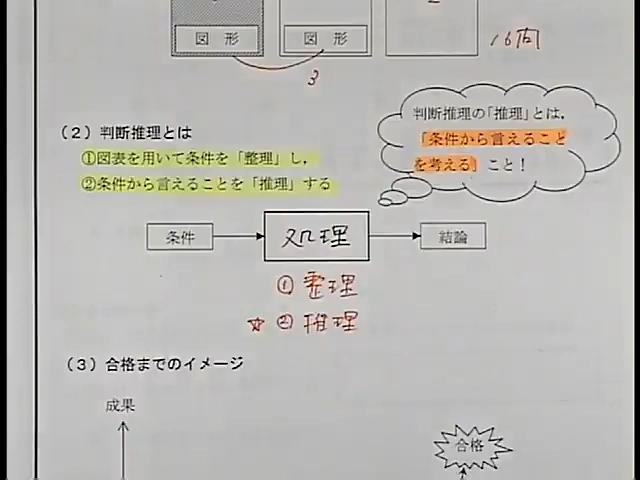 図 形
図 形
16問
3
(2)判断推理とは
①図表を用いて条件を「整理」し,
②条件から言えることを「推理」する
判断推理の「推理」とは,
「条件から言えること
を考える」こと!
条件
処理
結論
①整理
☆②推理
(3)合格までのイメージ
成果
合格